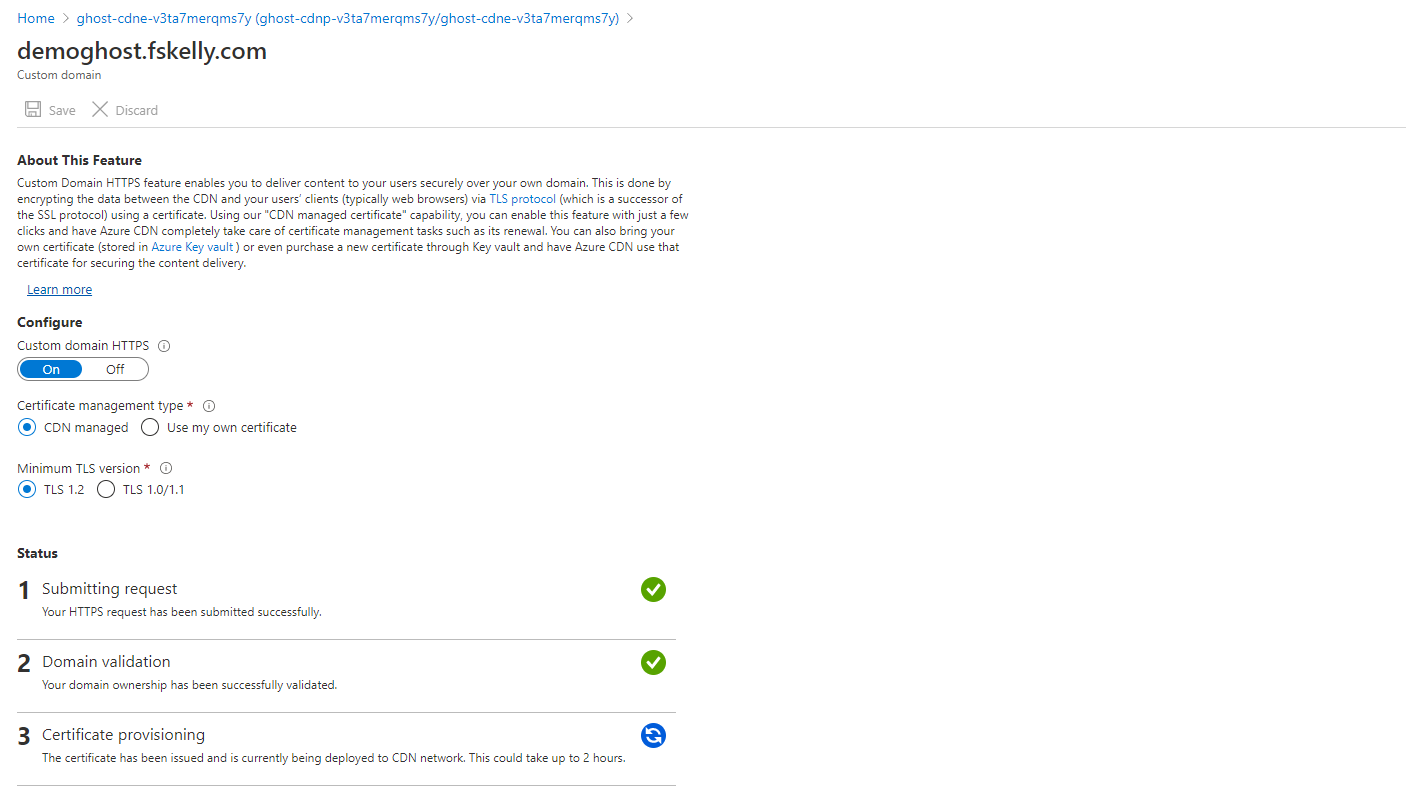 Home > ghost-cdne-v3ta7merqms7y (ghost-cdnp-v3ta7merqms7y/ghost-cdne-v3ta7merqms7y) >
demoghost.fskelly.com
Custom domain
Save Discard
About This Feature
Custom Domain HTTPS feature enables you to deliver content to your users securely over your own domain. This is done by
encrypting the data between the CDN and your users’ clients (typically web browsers) via TLS protocol (which is a successor of
the SSL protocol) using a certificate. Using our "CDN managed certificate" capability, you can enable this feature with just a few
clicks and have Azure CDN completely take care of certificate management tasks such as its renewal. You can also bring your
own certificate (stored in Azure Key vault ) or even purchase a new certificate through Key vault and have Azure CDN use that
certificate for securing the content delivery.
Learn more
Configure
Custom domain HTTPS
On Off
Certificate management type *
CDN managed Use my own certificate
Minimum TLS version *
TLS 1.2 TLS 1.0/1.1
Status
1 Submitting request
Your HTTPS request has been submitted successfully.
2 Domain validation
Your domain ownership has been successfully validated.
3 Certificate provisioning
The certificate has been issued and is currently being deployed to CDN network. This could take up to 2 hours.